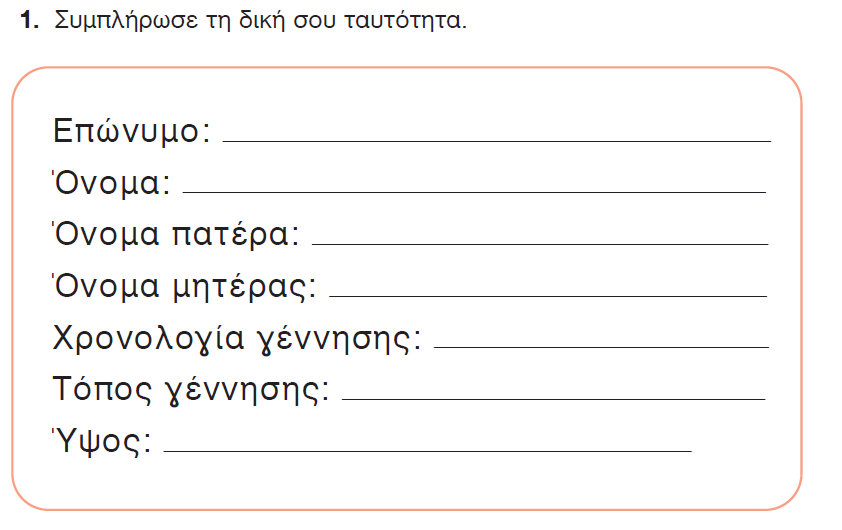 1. Συμπλήρωσε τη δική σου ταυτότητα.
Επώνυμο:
Όνομα:
Όνομα πατέρα:
Όνομα μητέρας:
Χρονολογία γέννησης:
Τόπος γέννησης:
Ύψος: